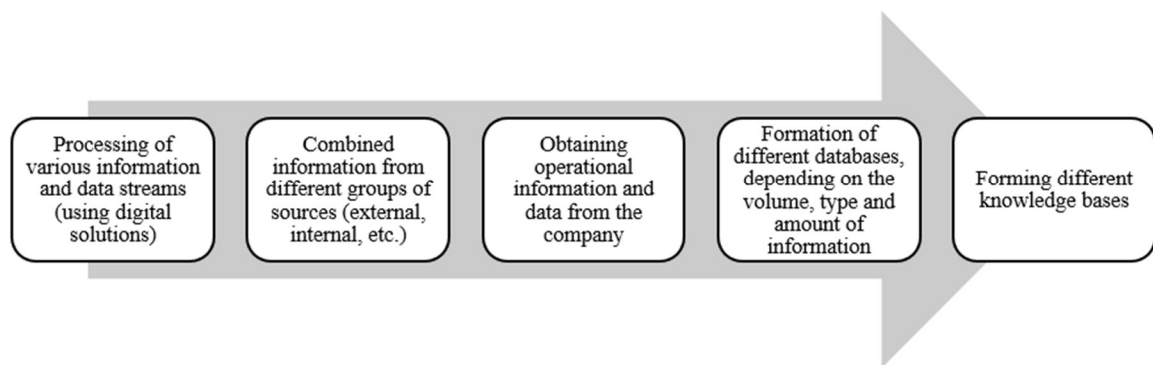 Processing of
various information
and data streams
(using digital
solutions)
Combined
information from
different groups of
sources (external,
internal, etc.)
Obtaining
operational
information and
data from the
company
Formation of
different databases,
depending on the
volume, type and
amount of
information
Forming different
knowledge bases